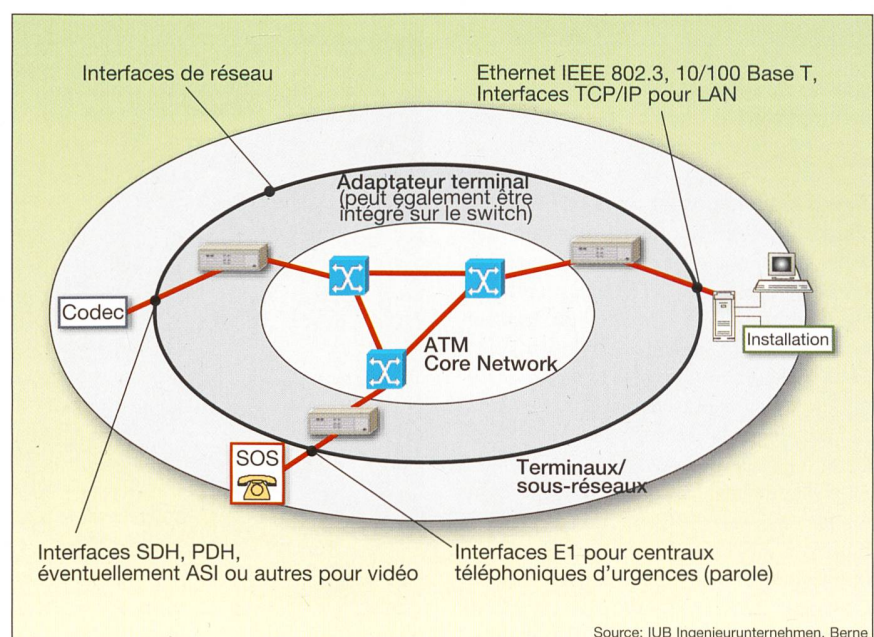 Interfaces de réseau
Ethernet IEEE 802.3, 10/100 Base T,
Interfaces TCP/IP pour LAN
Adaptateur terminal
(peut également être
intégré sur le switch)
Codec
Installation
ATM
Core Network
SOS
Terminaux/
sous-réseaux
Interfaces SDH, PDH,
éventuellement ASI ou autres pour vidéo
Interfaces E1 pour centraux
téléphoniques d'urgences (parole)
Source: IUB Ingenieurunternehmen, Berne